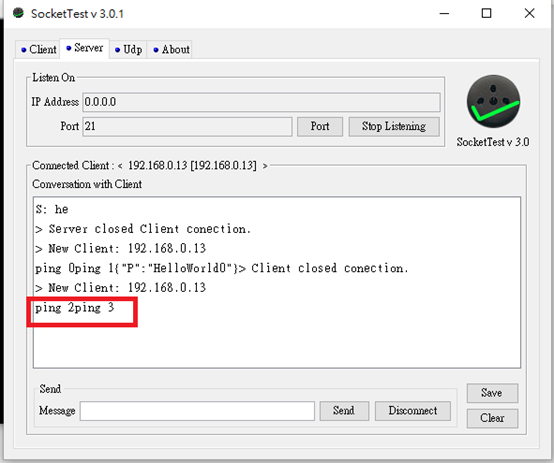 SocketTest v 3.0.1
Client Server Udp About
Listen On
IP Address 0.0.0.0
Port 21 Port Stop Listening
SocketTest v 3.0
Connected Client : < 192.168.0.13 [192.168.0.13] >
Conversation with Client
S: he
> Server closed Client conection.
> New Client: 192.168.0.13
ping 0ping 1{"P":"HelloWorld0"}> Client closed conection.
> New Client: 192.168.0.13
ping 2ping 3
Send
Message Send Disconnect
Save
Clear